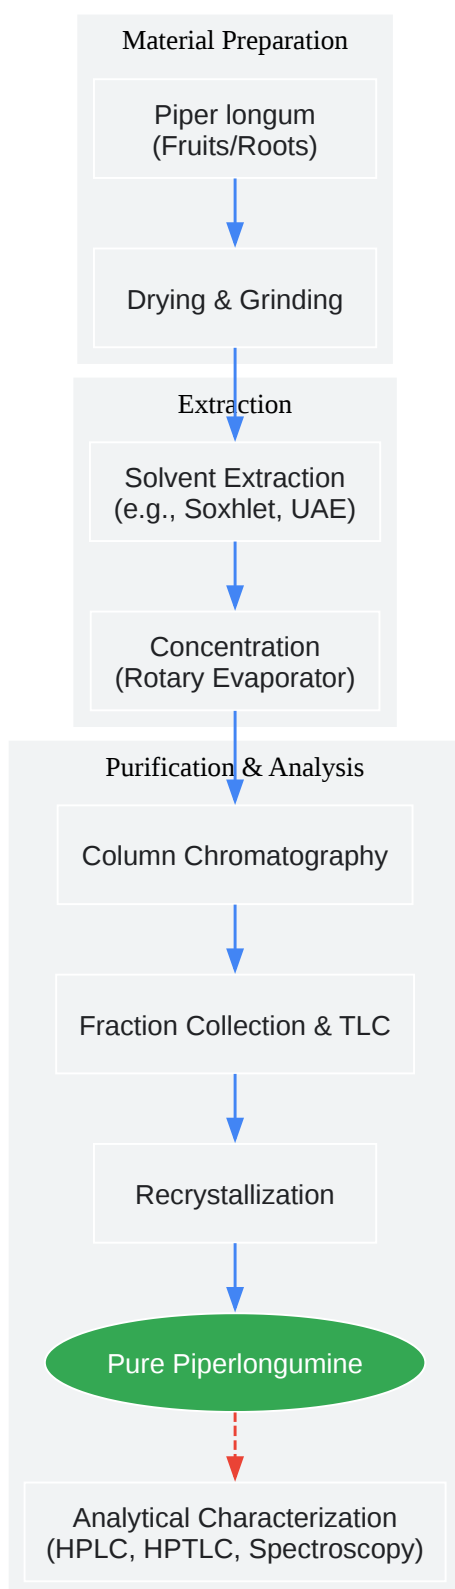 Material Preparation
Piper longum
(Fruits/Roots)
Drying & Grinding
Extraction
Solvent Extraction
(e.g., Soxhlet, UAE)
Concentration
(Rotary Evaporator)
Purification & Analysis
Column Chromatography
Fraction Collection & TLC
Recrystallization
Pure Piperlongumine
Analytical Characterization
(HPLC, HPTLC, Spectroscopy)